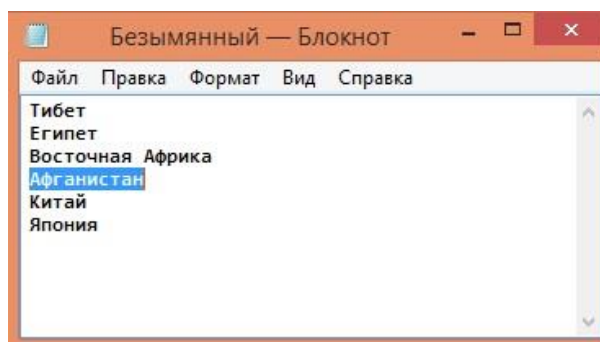 Безымянный — Блокнот
Файл Правка Формат Вид Справка
Тибет
Египет
Восточная Африка
Афганистан
Китай
Япония